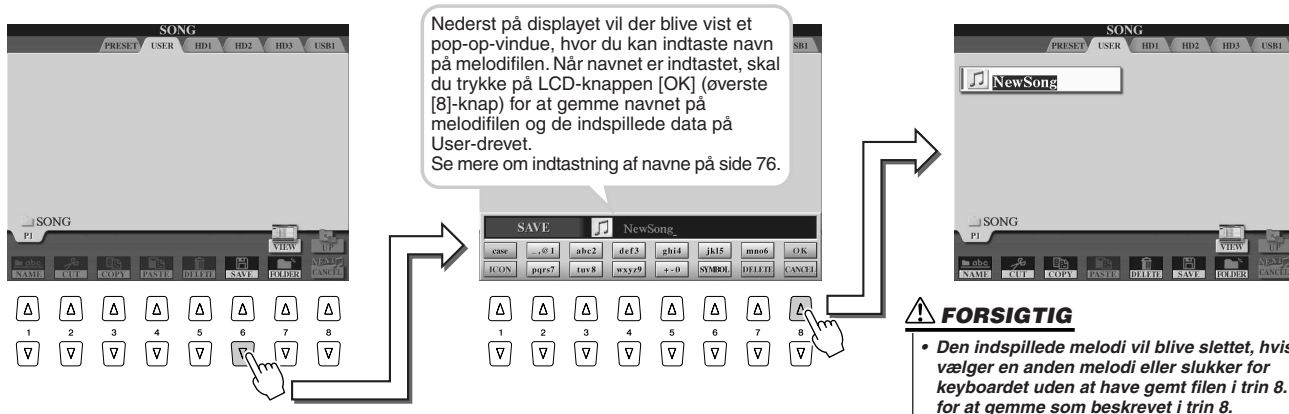 SONG
PRESET USER HD1 HD2 HD3 USB1
SONG
P1
VIEW UP
abc
NAME CUT COPY PASTE DELETE SAVE FOLDER CANCEL
1 2 3 4 5 6 7 8
Nederst på displayet vil der blive vist et
pop-op-vindue, hvor du kan indtaste navn
på melodifilen. Når navnet er indtastet, skal
du trykke på LCD-knappen [OK] (øverste
[8]-knap) for at gemme navnet på
melodifilen og de indspillede data på
User-drevet.
Se mere om indtastning af navne på side 76.
SB1
SAVE NewSong_
case .,@1 abc2 def3 ghi4 jkl5 mno6 OK
ICON pqrs7 tuv8 wxyz9 +-0 SYMBOL DELETE CANCEL
1 2 3 4 5 6 7 8
SONG
PRESET USER HD1 HD2 HD3 USB1
NewSong
SONG
P1
VIEW UP
abc
NAME CUT COPY PASTE DELETE SAVE FOLDER CANCEL
FORSIGTIG
• Den indspillede melodi vil blive slettet, hvis
vælger en anden melodi eller slukker for
keyboardet uden at have gemt filen i trin 8.
for at gemme som beskrevet i trin 8.